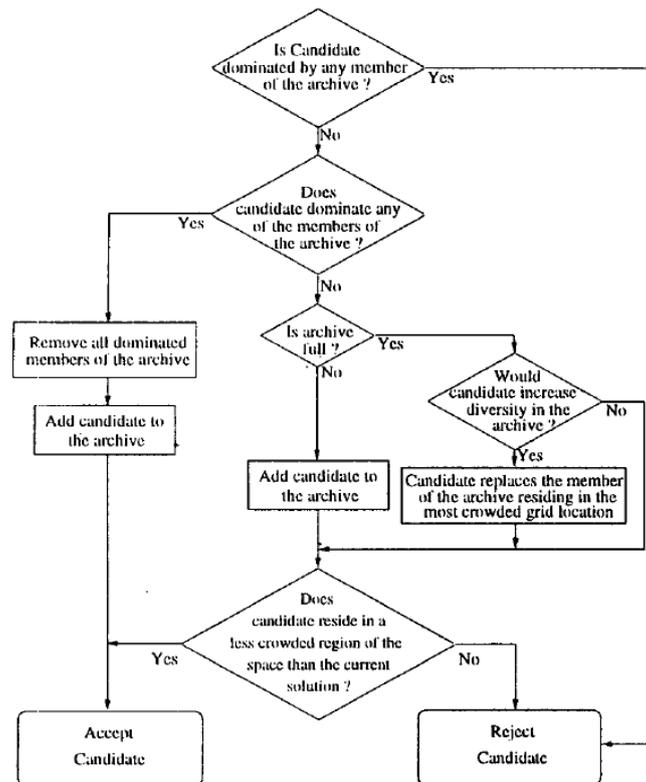 Is Candidate
dominated by any member
of the archive ?
Yes
No
Does
candidate dominate any
of the members of
the archive ?
Yes
No
Remove all dominated
members of the archive
Is archive
full ?
Yes
No
Would
candidate increase
diversity in the
archive ?
No
Yes
Add candidate to
the archive
Add candidate to
the archive
Candidate replaces the member
of the archive residing in the
most crowded grid location
Does
candidate reside in a
less crowded region of the
space than the current
solution ?
Yes
No
Accept
Candidate
Reject
Candidate